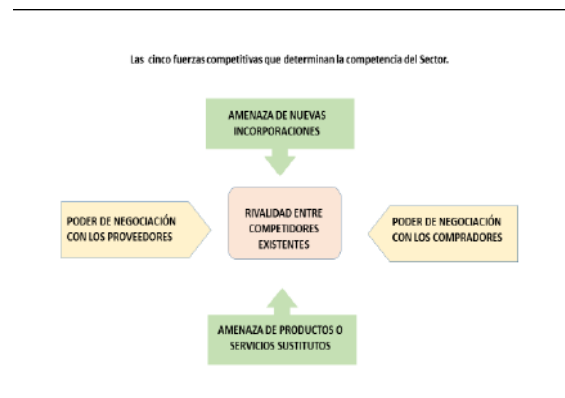 Las cinco fuerzas competitivas que determinan la competencia del Sector.
AMENAZA DE NUEVAS
INCORPORACIONES
PODER DE NEGOCIACIÓN
CON LOS PROVEEDORES
RIVALIDAD ENTRE
COMPETIDORES
EXISTENTES
PODER DE NEGOCIACIÓN
CON LOS COMPRADORES
AMENAZA DE PRODUCTOS O
SERVICIOS SUSTITUTOS